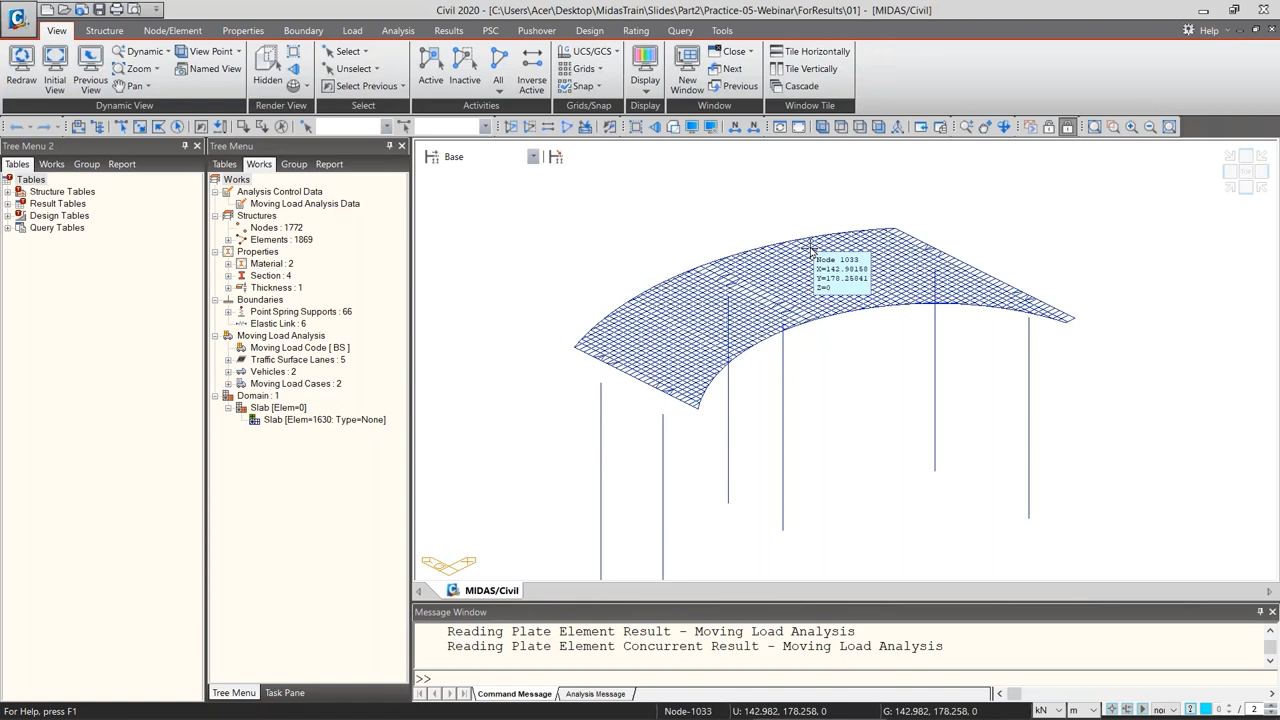 Civil 2020 - [C:\Users\Acer\Desktop\MidasTrain\Slides\Part2\Practice-05-Webinar\ForResults\01] - [MIDAS/Civil]
View Structure Node/Element Properties Boundary Load Analysis Results PSC Pushover Design Rating Query Tools Help
Redraw
Initial View
Previous View
Dynamic
Zoom
Pan
View Point
Named View
Dynamic View
Hidden
Render View
Select
Unselect
Select Previous
Select
Active
Inactive
All
Inverse Active
Activities
UCS/GCS
Grids
Snap
Grids/Snap
Display
Display
New Window
Close
Next
Previous
Window
Tile Horizontally
Tile Vertically
Cascade
Window Tile
Tree Menu 2
Tables Works Group Report
Tables
Structure Tables
Result Tables
Design Tables
Query Tables
Tree Menu
Tables Works Group Report
Works
Analysis Control Data
Moving Load Analysis Data
Structures
Nodes : 1772
Elements : 1869
Properties
Material : 2
Section : 4
Thickness : 1
Boundaries
Point Spring Supports : 66
Elastic Link : 6
Moving Load Analysis
Moving Load Code [ BS ]
Traffic Surface Lanes : 5
Vehicles : 2
Moving Load Cases : 2
Domain : 1
Slab [Elem=0]
Slab [Elem=1630: Type=None]
Tree Menu Task Pane
Base
Node 1033
X=142.98158
Y=178.25841
Z=0
MIDAS/Civil
Message Window
Reading Plate Element Result - Moving Load Analysis
Reading Plate Element Concurrent Result - Moving Load Analysis
>>
Command Message Analysis Message
For Help, press F1
Node-1033
U: 142.982, 178.258, 0
G: 142.982, 178.258, 0
kN
m
/ 2